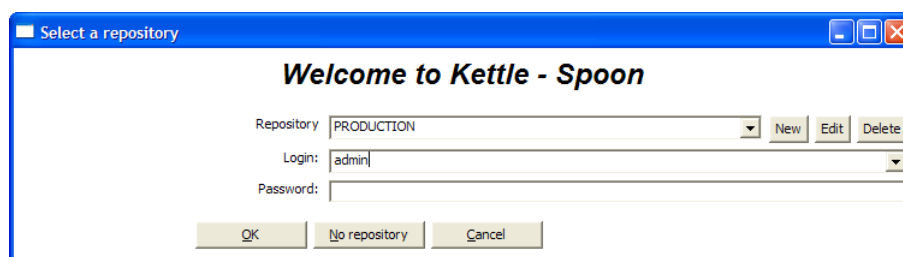 Select a repository
Welcome to Kettle - Spoon
Repository PRODUCTION New Edit Delete
Login: admin
Password:
OK No repository Cancel